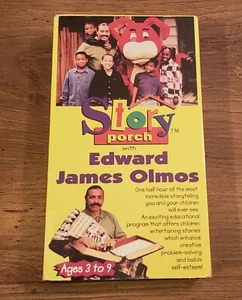 Story
porch TM
with
Edward
James Olmos
One half hour of the most
incredible storytelling
you and your children
will ever see.
An exciting educational
program that offers children
entertaining stories
which enhance
creative
problem-solving
and builds
self-esteem!
Ages 3 to 9